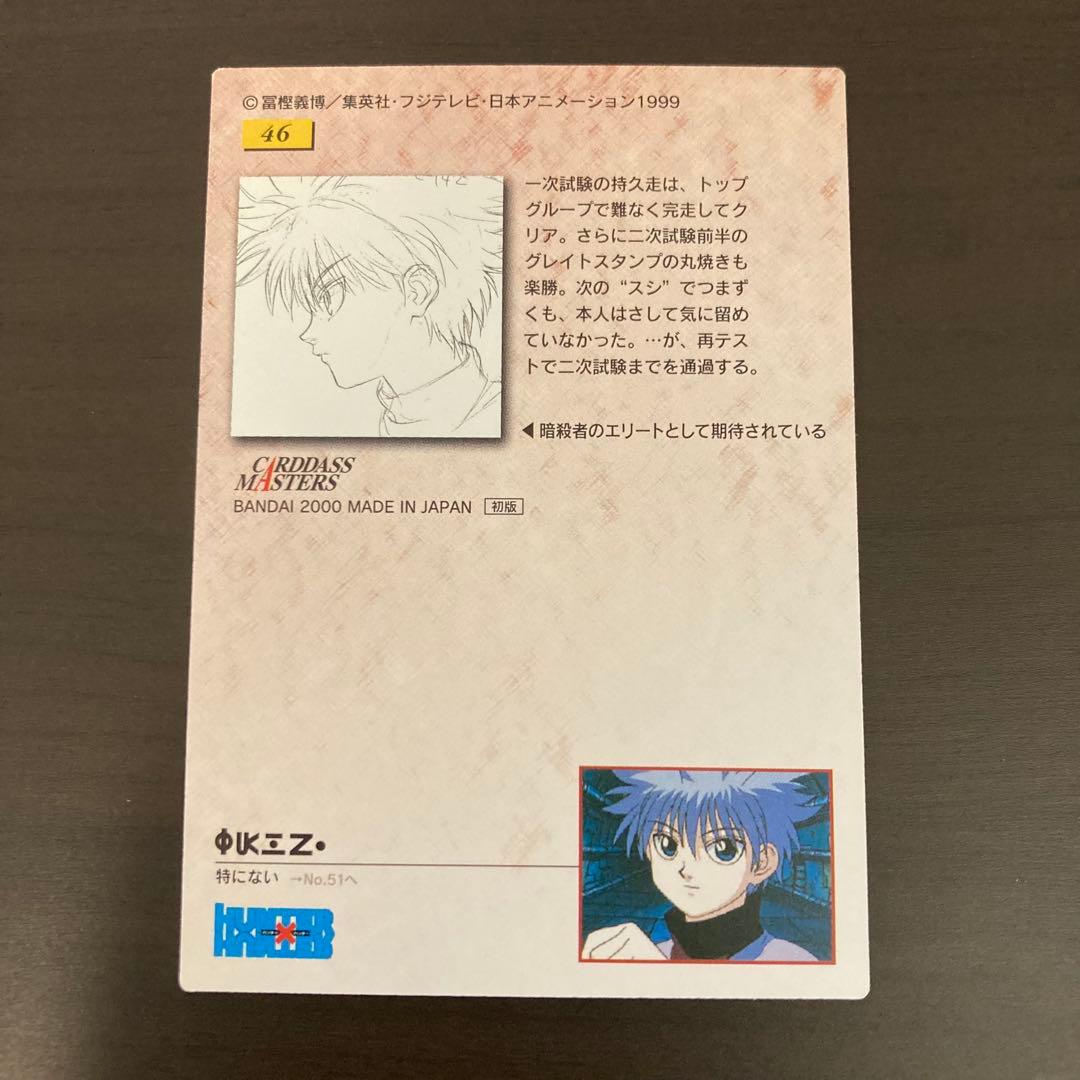 ©冨樫義博／集英社・フジテレビ・日本アニメーション1999
46
一次試験の持久走は、トップ
グループで難なく完走してク
リア。さらに二次試験前半の
グレイトスタンプの丸焼きも
楽勝。次の“スシ”でつまず
くも、本人はさして気に留め
ていなかった。…が、再テス
トで二次試験までを通過する。
◀暗殺者のエリートとして期待されている
CARDDASS
MASTERS
BANDAI 2000 MADE IN JAPAN 初版
特にない →No.51へ
HUNTER
HUNTER